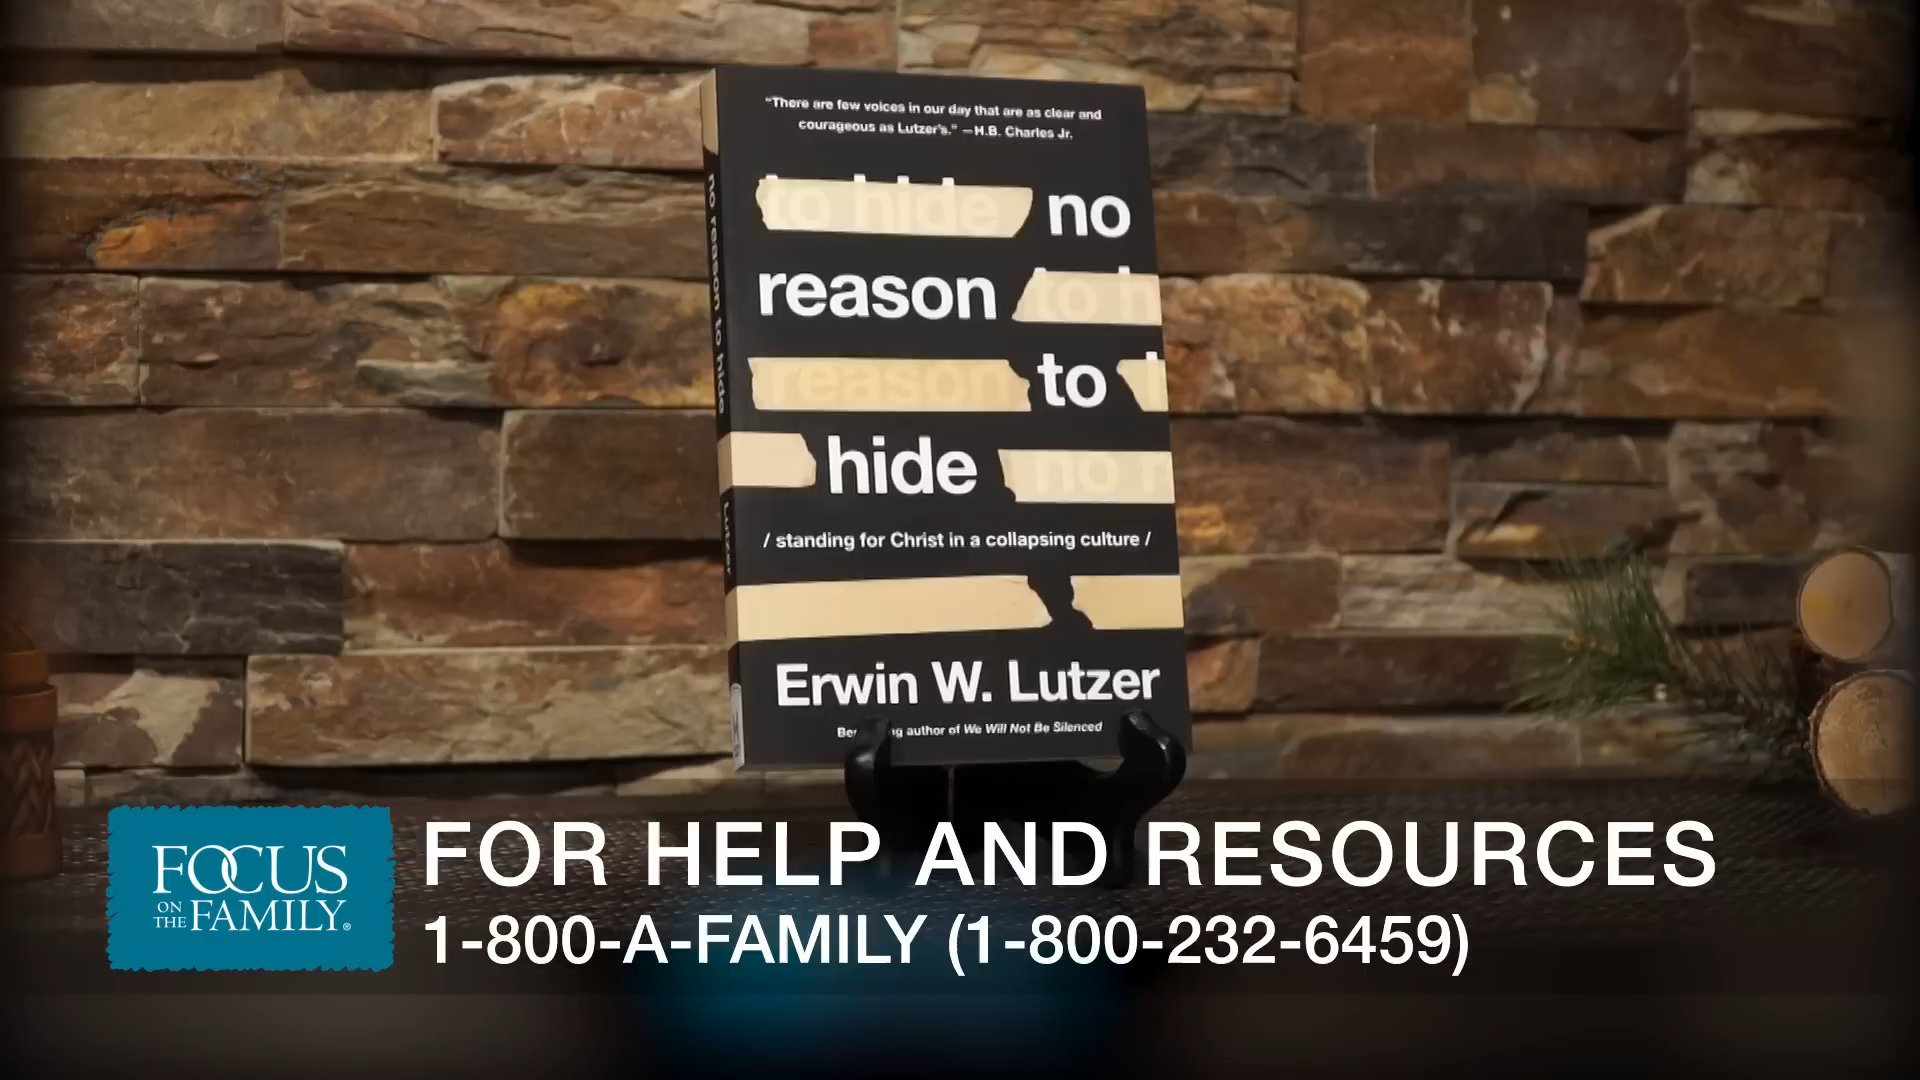 "There are few voices in our day that are as clear and
courageous as Lutzer's." —H.B. Charles Jr.
to hide no
reason to h
reason to
hide no r
/ standing for Christ in a collapsing culture /
Erwin W. Lutzer
author of We Will Not Be Silenced
no reason to hide
Lutzer
FOCUS
ON THE FAMILY®
FOR HELP AND RESOURCES
1-800-A-FAMILY (1-800-232-6459)